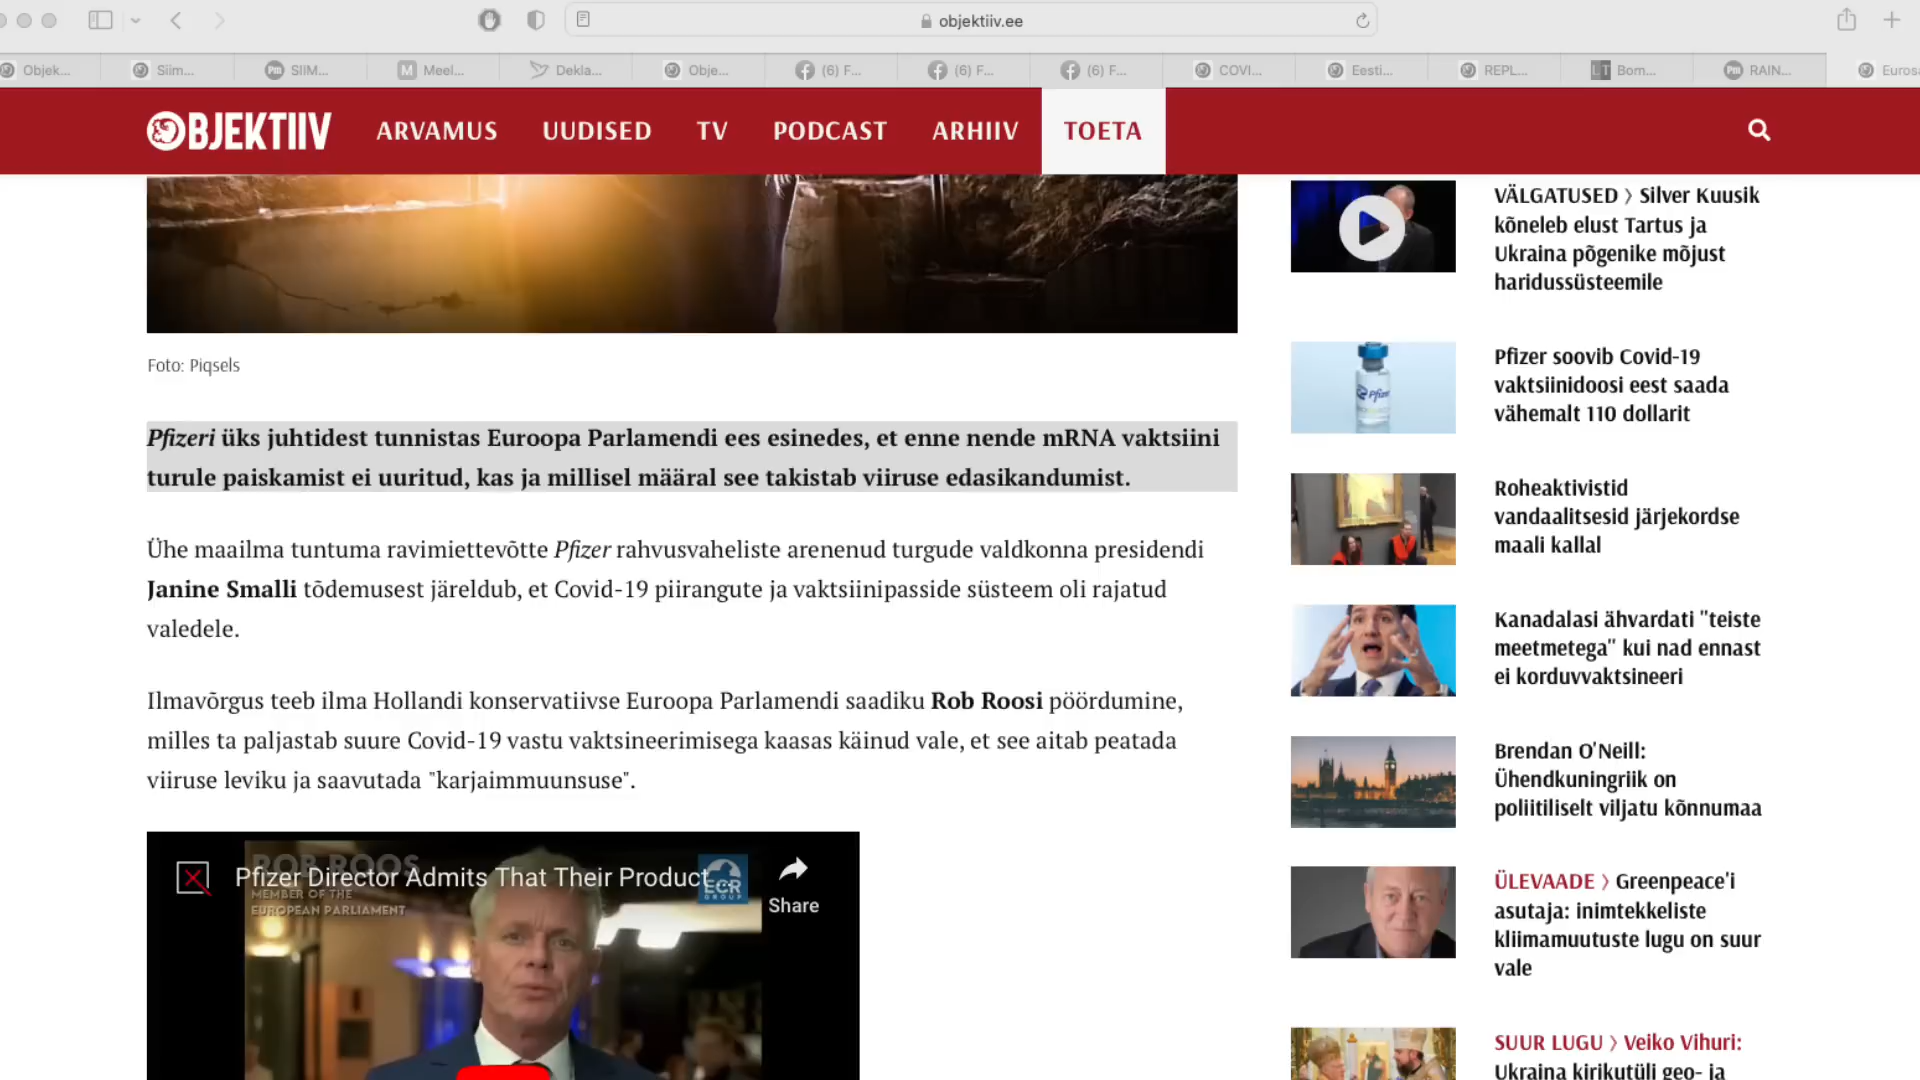 objektiiv.ee
Objek...
Siim...
SIIM...
Meel...
Dekla...
Obje...
(6) F...
(6) F...
(6) F...
COVI...
Eesti...
REPL...
Bom...
RAIN...
Euros
OBJEKTIIV
ARVAMUS
UUDISED
TV
PODCAST
ARHIIV
TOETA
Foto: Piqsels
Pfizeri üks juhtidest tunnistas Euroopa Parlamendi ees esinedes, et enne nende mRNA vaktsiini
turule paiskamist ei uuritud, kas ja millisel määral see takistab viiruse edasikandumist.
Ühe maailma tuntuma ravimiettevõtte Pfizer rahvusvaheliste arenenud turgude valdkonna presidendi
Janine Smalli tõdemusest järeldub, et Covid-19 piirangute ja vaktsiinipasside süsteem oli rajatud
valedele.
Ilmavõrgus teeb ilma Hollandi konservatiivse Euroopa Parlamendi saadiku Rob Roosi pöördumine,
milles ta paljastab suure Covid-19 vastu vaktsineerimisega kaasas käinud vale, et see aitab peatada
viiruse leviku ja saavutada "karjaimmuunsuse".
ROB ROOS
Pfizer Director Admits That Their Product ...
MEMBER OF THE
EUROPEAN PARLIAMENT
ECR
GROUP
Share
VÄLGATUSED 〉 Silver Kuusik
kõneleb elust Tartus ja
Ukraina põgenike mõjust
haridussüsteemile
Pfizer
Pfizer soovib Covid-19
vaktsiinidoosi eest saada
vähemalt 110 dollarit
Roheaktivistid
vandaalitsesid järjekordse
maali kallal
Kanadalasi ähvardati "teiste
meetmetega" kui nad ennast
ei korduvvaktsineeri
Brendan O'Neill:
Ühendkuningriik on
poliitiliselt viljatu kõnnumaa
ÜLEVAADE 〉 Greenpeace'i
asutaja: inimtekkeliste
kliimamuutuste lugu on suur
vale
SUUR LUGU 〉 Veiko Vihuri:
Ukraina kirikutüli geo- ja